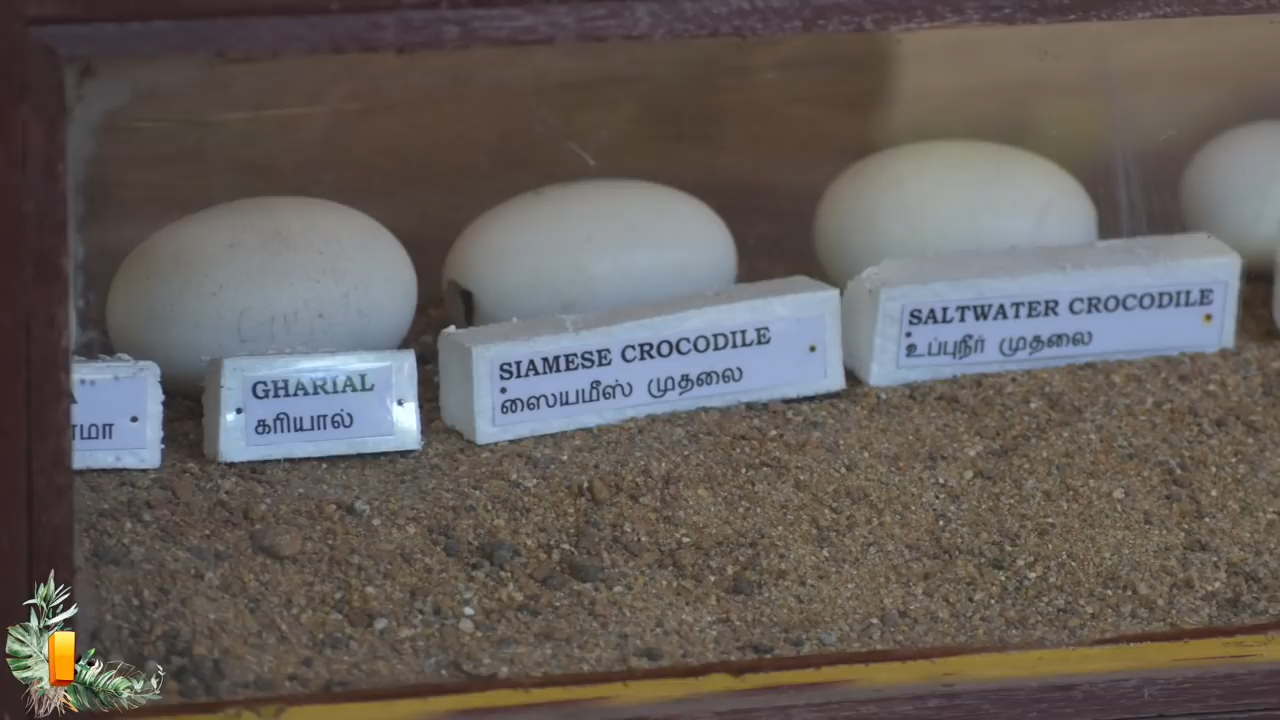 GHARIAL
கரியால்
SIAMESE CROCODILE
ஸையமீஸ் முதலை
SALTWATER CROCODILE
உப்புநீர் முதலை